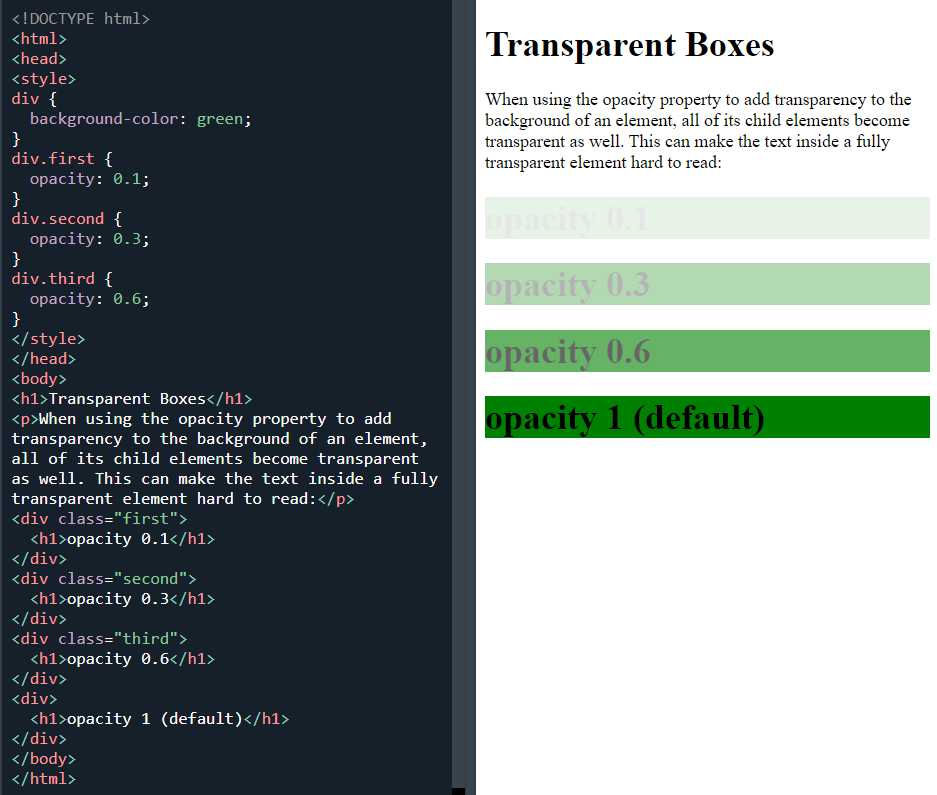 <!DOCTYPE html>
<html>
<head>
<style>
div {
  background-color: green;
}
div.first {
  opacity: 0.1;
}
div.second {
  opacity: 0.3;
}
div.third {
  opacity: 0.6;
}
</style>
</head>
<body>
<h1>Transparent Boxes</h1>
<p>When using the opacity property to add
transparency to the background of an element,
all of its child elements become transparent
as well. This can make the text inside a fully
transparent element hard to read:</p>
<div class="first">
  <h1>opacity 0.1</h1>
</div>
<div class="second">
  <h1>opacity 0.3</h1>
</div>
<div class="third">
  <h1>opacity 0.6</h1>
</div>
<div>
  <h1>opacity 1 (default)</h1>
</div>
</body>
</html>
Transparent Boxes
When using the opacity property to add transparency to the
background of an element, all of its child elements become
transparent as well. This can make the text inside a fully
transparent element hard to read:
opacity 0.1
opacity 0.3
opacity 0.6
opacity 1 (default)